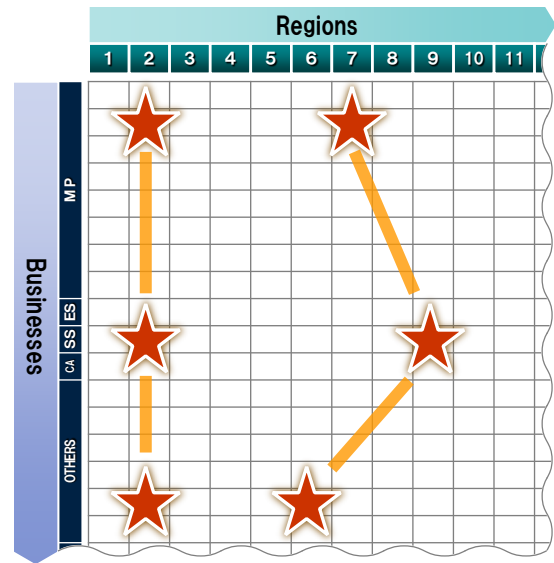 Regions
1 2 3 4 5 6 7 8 9 10 11
Businesses
MP
ES
SS
CA
OTHERS